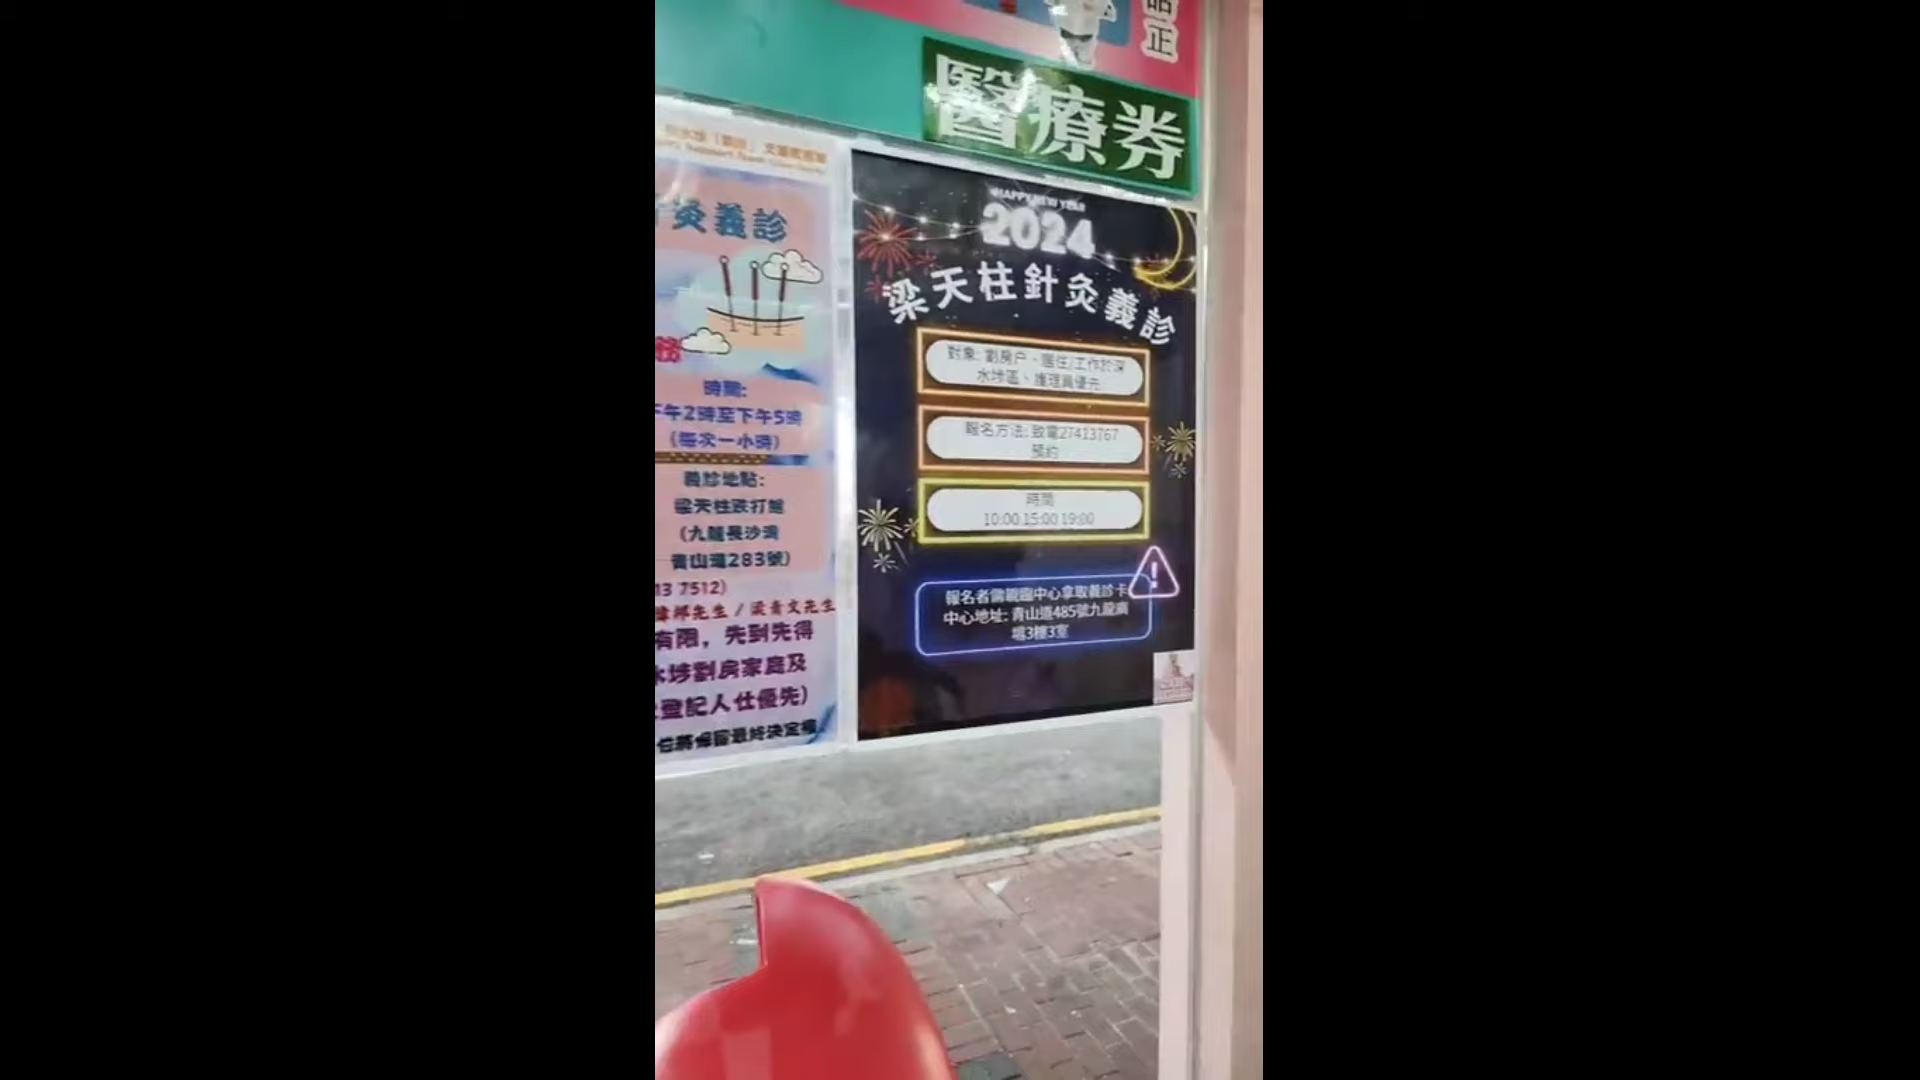 話正
醫療券
灸義診
時間:
下午2時至下午5時
(每次一小時)
義診地點:
梁天柱跌打館
(九龍長沙灣
青山道283號)
13 7512)
先生 / 梁青文先生
有限，先到先得
水埗劏房家庭及
登記人仕優先)
位將保留最終決定權
HAPPY NEW YEAR
2024
梁天柱針灸義診
對象: 劏房戶、居住/工作於深
水埗區、護理員優先
報名方法: 致電27413767
預約
時間
10:00 15:00 19:00
報名者需親臨中心拿取義診卡
中心地址: 青山道485號九龍廣
場3樓3室